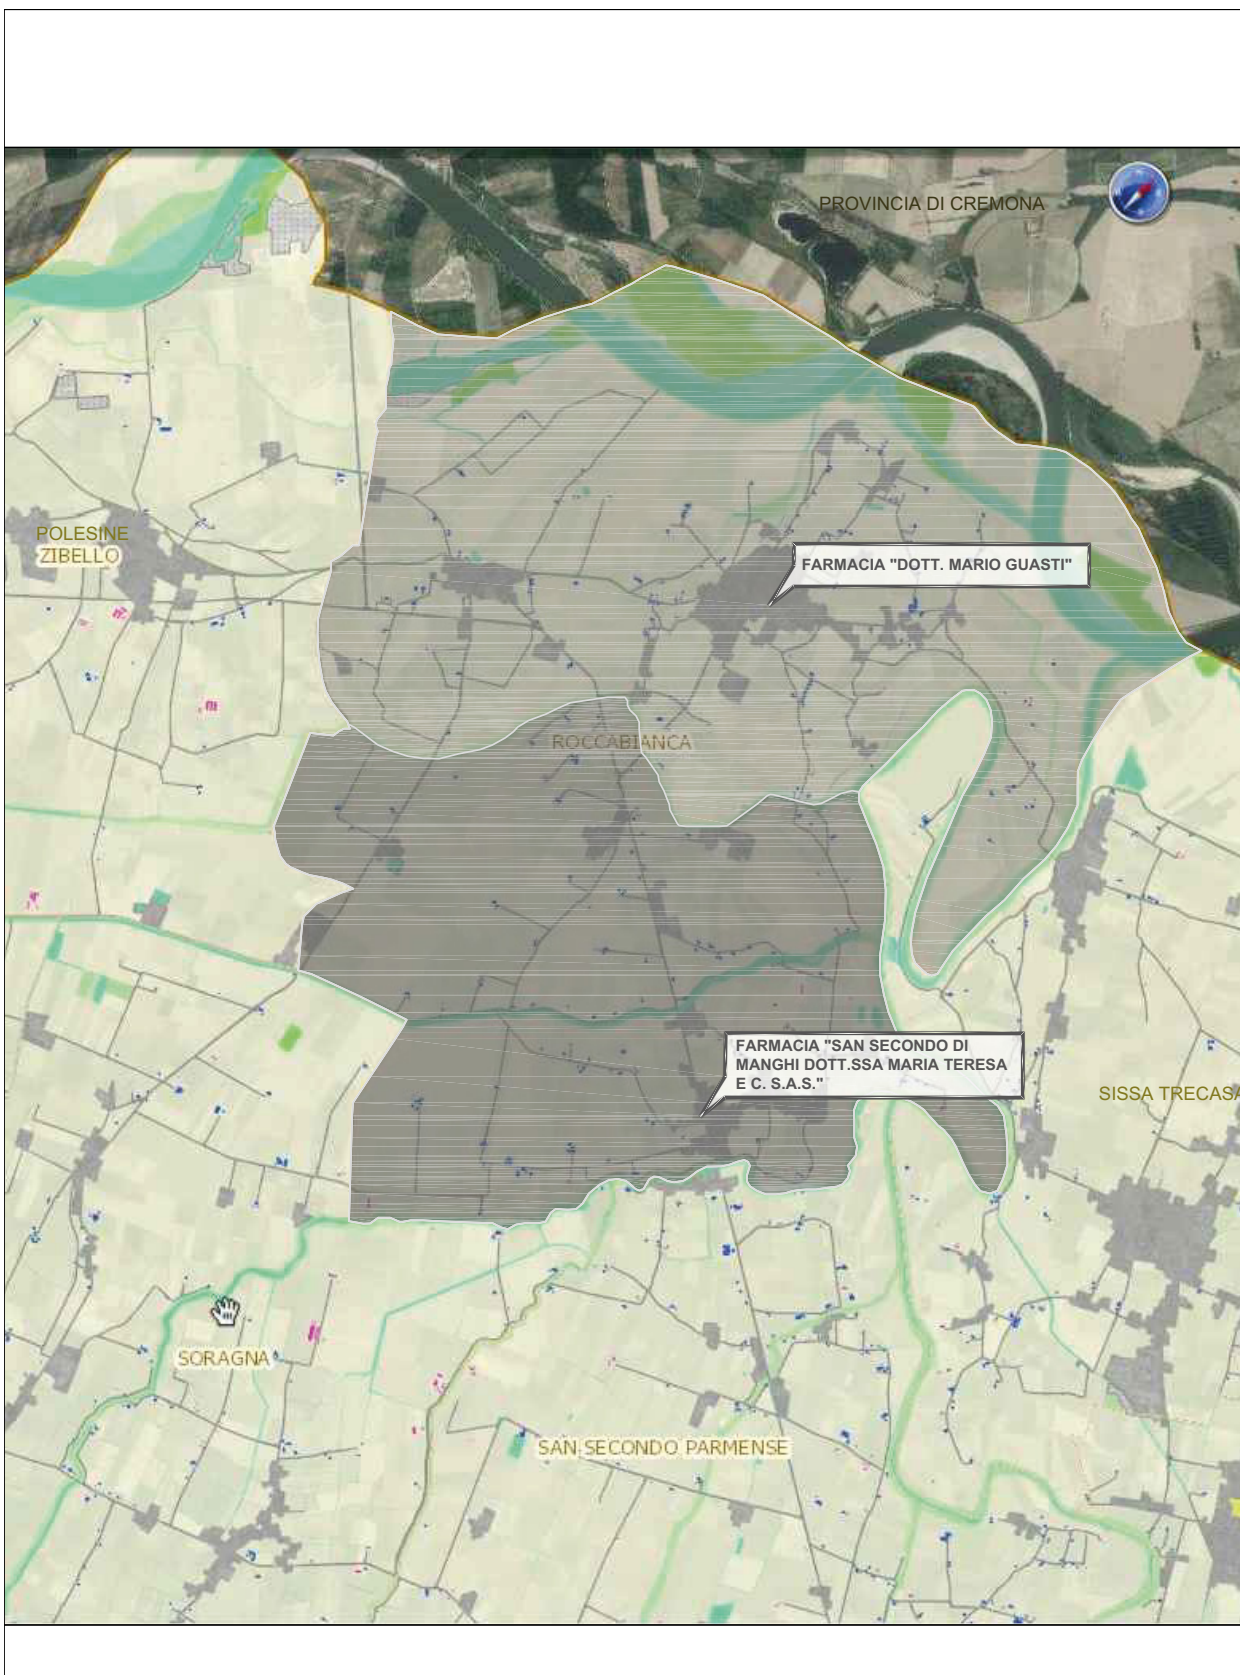 PROVINCIA DI CREMONA
POLESINE
ZIBELLO
FARMACIA "DOTT. MARIO GUASTI"
ROCCABIANCA
FARMACIA "SAN SECONDO DI
MANGHI DOTT.SSA MARIA TERESA
E C. S.A.S."
SISSA TRECASA
SORAGNA
SAN SECONDO PARMENSE